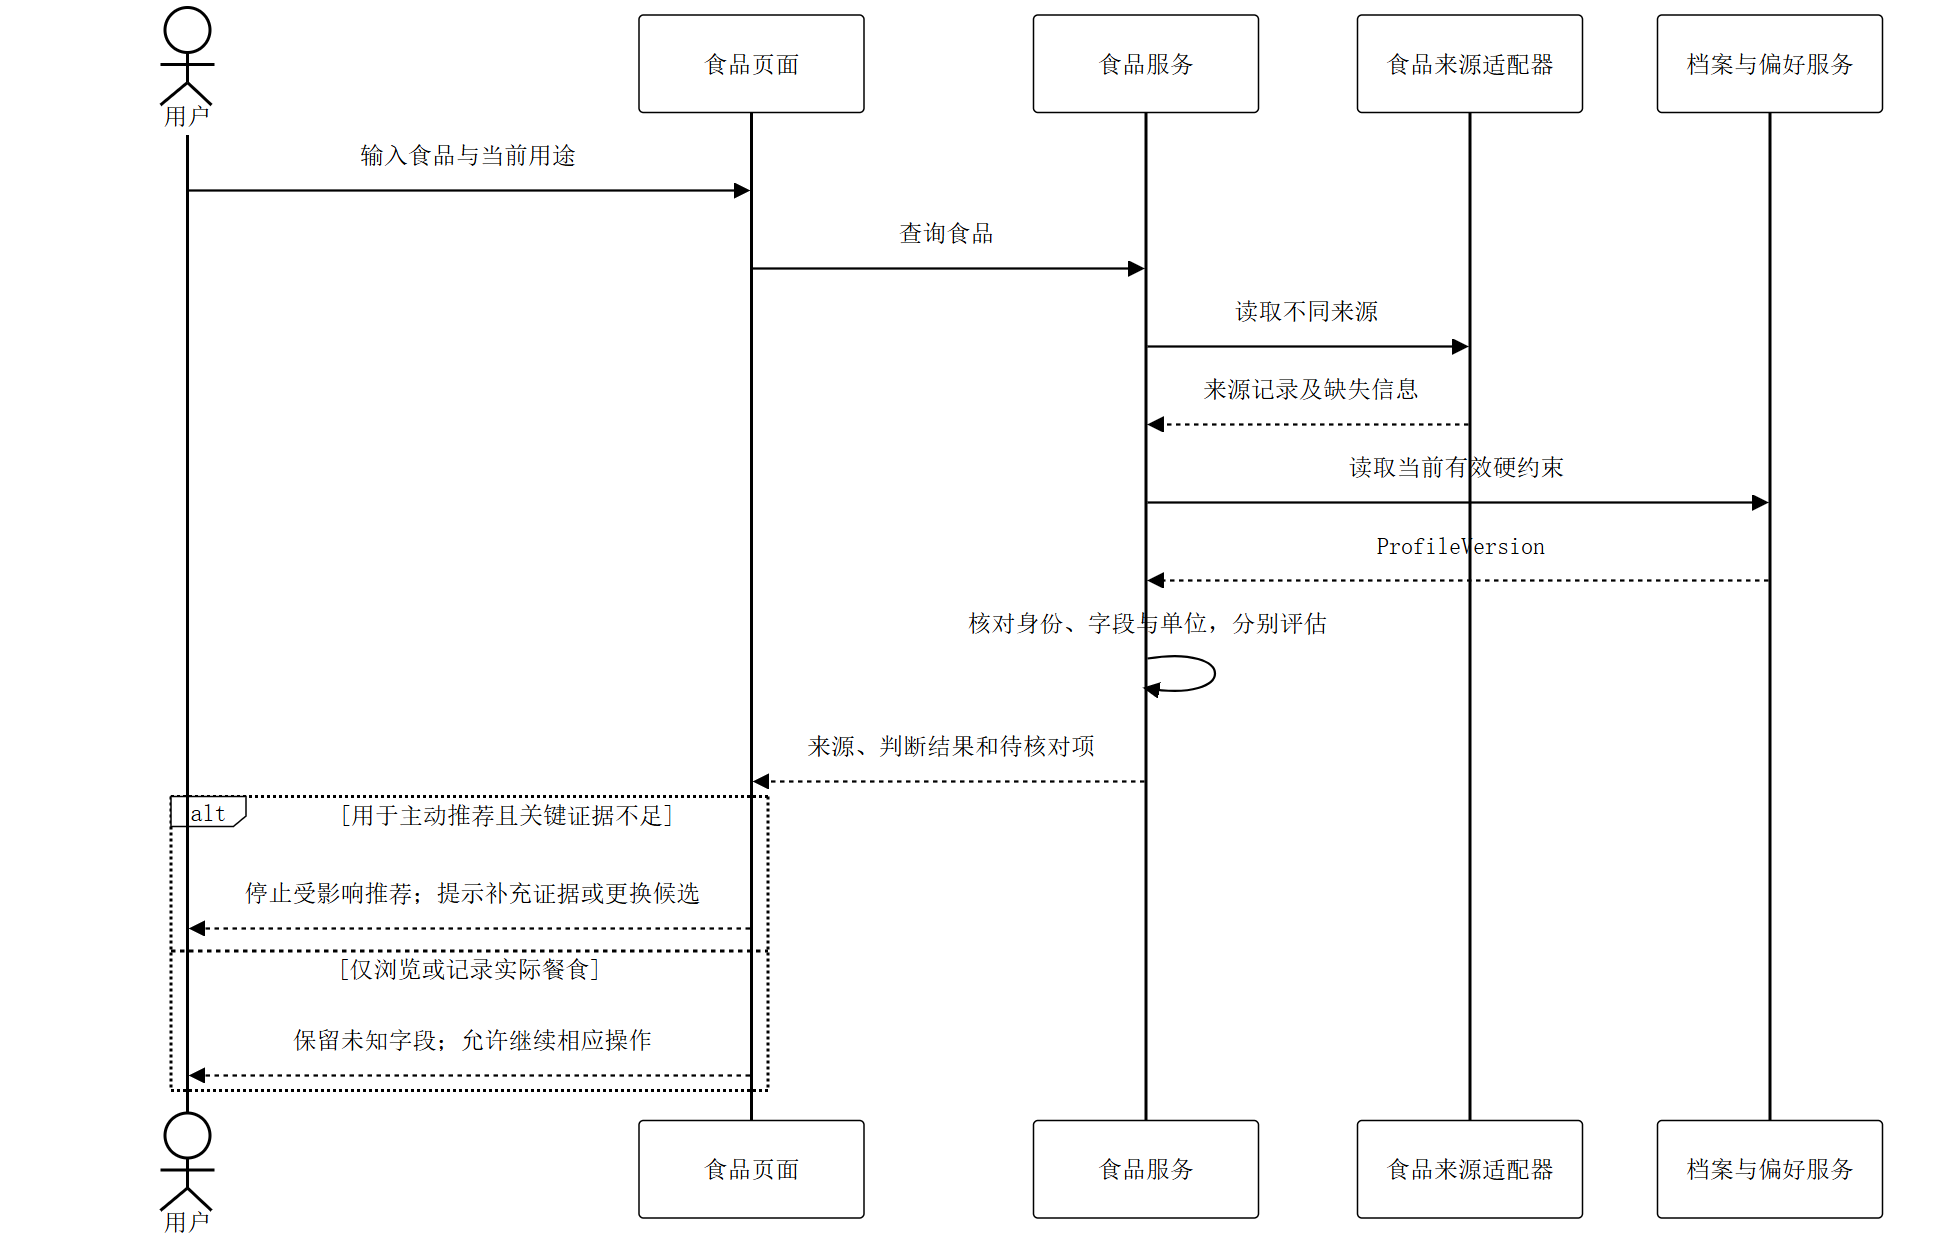 用户
食品页面
食品服务
食品来源适配器
档案与偏好服务
输入食品与当前用途
查询食品
读取不同来源
来源记录及缺失信息
读取当前有效硬约束
ProfileVersion
核对身份、字段与单位，分别评估
来源、判断结果和待核对项
alt
[用于主动推荐且关键证据不足]
停止受影响推荐；提示补充证据或更换候选
[仅浏览或记录实际餐食]
保留未知字段；允许继续相应操作
用户
食品页面
食品服务
食品来源适配器
档案与偏好服务